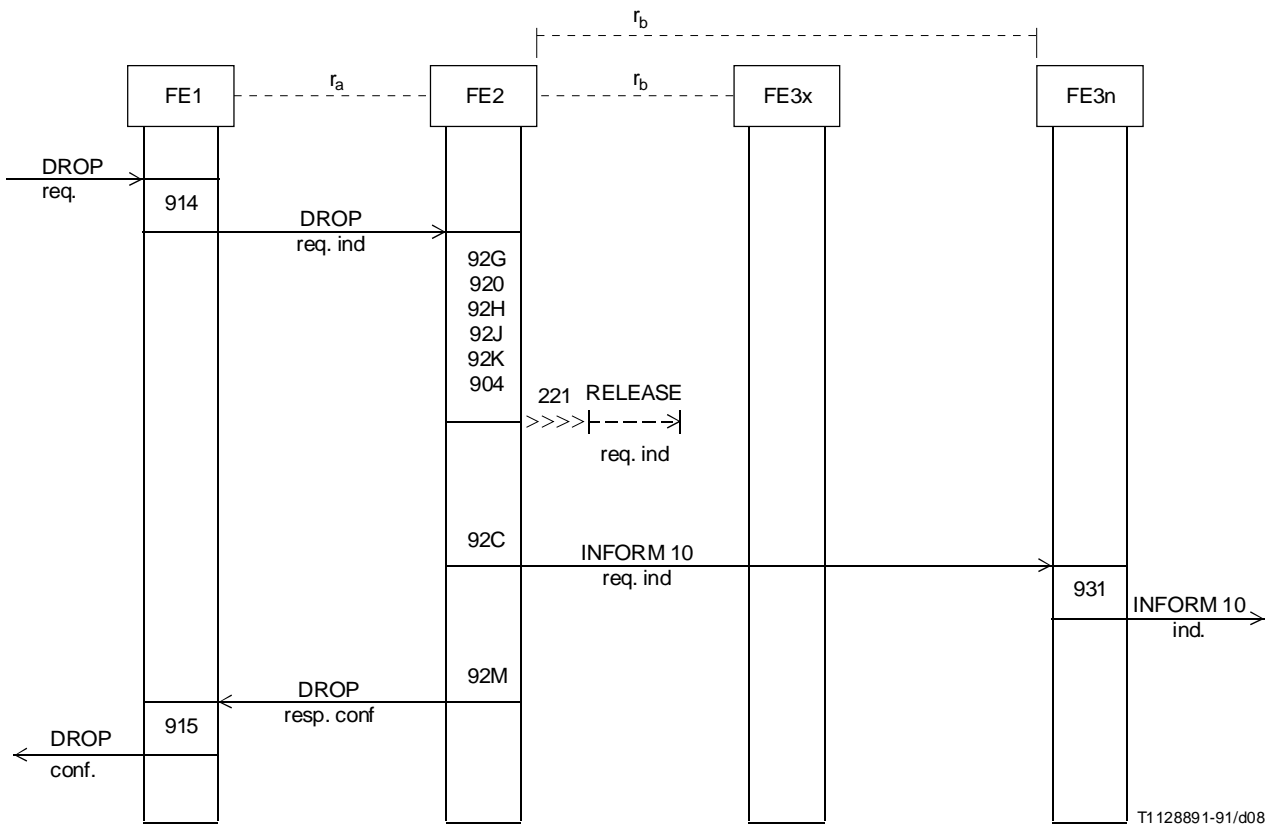 r_b
r_a
r_b
FE1
FE2
FE3x
FE3n
DROP
req.
914
DROP
req. ind
92G
920
92H
92J
92K
904
221 RELEASE
>>>>
req. ind
92C
INFORM 10
req. ind
931
INFORM 10
ind.
92M
DROP
resp. conf
915
DROP
conf.
T1128891-91/d08